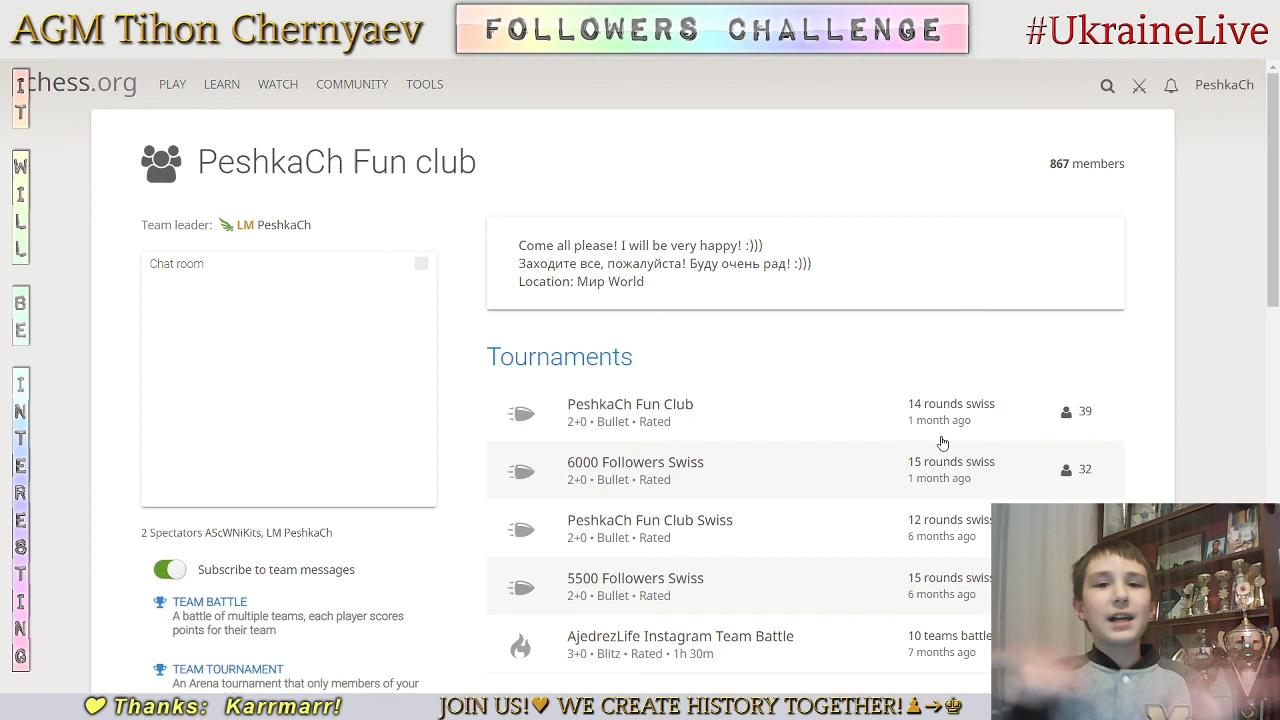 AGM Tihon Chernyaev
FOLLOWERS CHALLENGE
#UkraineLive
IT WILL BE INTERESTING
chess.org
PLAY LEARN WATCH COMMUNITY TOOLS
PeshkaCh
PeshkaCh Fun club
867 members
Team leader: LM PeshkaCh
Chat room
Come all please! I will be very happy! :)))
Заходите все, пожалуйста! Буду очень рад! :)))
Location: Мир World
Tournaments
PeshkaCh Fun Club 14 rounds swiss 39
2+0 • Bullet • Rated 1 month ago
6000 Followers Swiss 15 rounds swiss 32
2+0 • Bullet • Rated 1 month ago
PeshkaCh Fun Club Swiss 12 rounds swiss
2+0 • Bullet • Rated 6 months ago
5500 Followers Swiss 15 rounds swiss
2+0 • Bullet • Rated 6 months ago
AjedrezLife Instagram Team Battle 10 teams battle
3+0 • Blitz • Rated • 1h 30m 7 months ago
2 Spectators AScWNiKits, LM PeshkaCh
Subscribe to team messages
TEAM BATTLE
A battle of multiple teams, each player scores
points for their team
TEAM TOURNAMENT
An Arena tournament that only members of your
Thanks: Karrmarr!
JOIN US!🧡 WE CREATE HISTORY TOGETHER!♟→♚